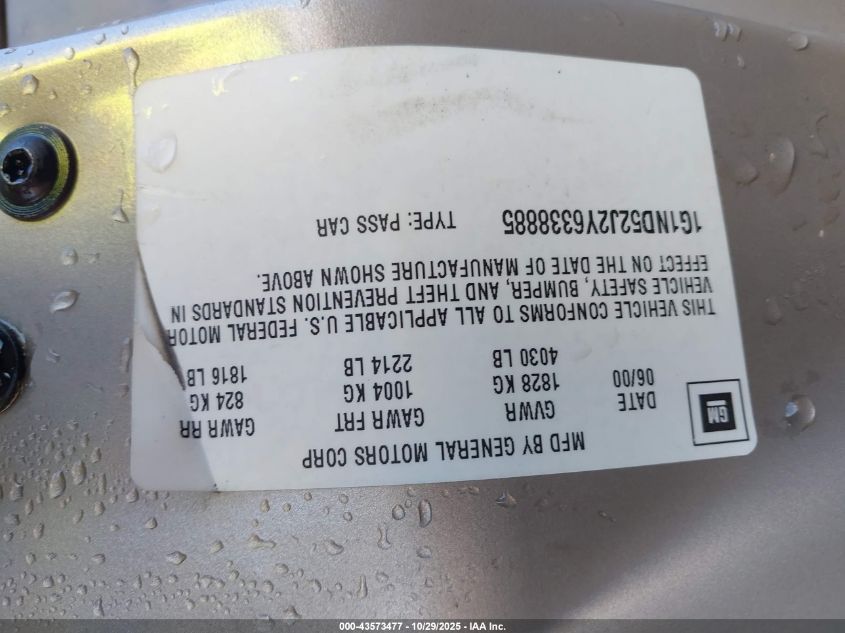 GM
MFD BY GENERAL MOTORS CORP
DATE GVWR GAWR FRT GAWR RR
06/00 1828 KG 1004 KG 824 KG
4030 LB 2214 LB 1816 LB
THIS VEHICLE CONFORMS TO ALL APPLICABLE U.S. FEDERAL MOTOR
VEHICLE SAFETY, BUMPER, AND THEFT PREVENTION STANDARDS IN
EFFECT ON THE DATE OF MANUFACTURE SHOWN ABOVE.
1G1ND52J2Y6338885 TYPE: PASS CAR
000-43573477 - 10/29/2025 - IAA Inc.